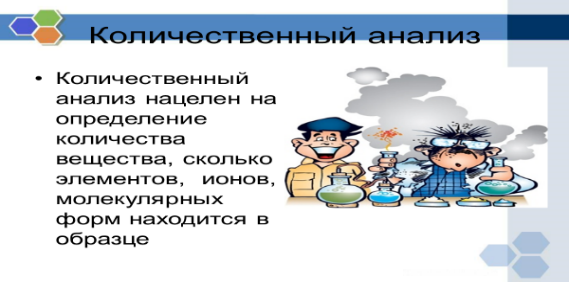 Количественный анализ
• Количественный
анализ нацелен на
определение
количества
вещества, сколько
элементов, ионов,
молекулярных
форм находится в
образце